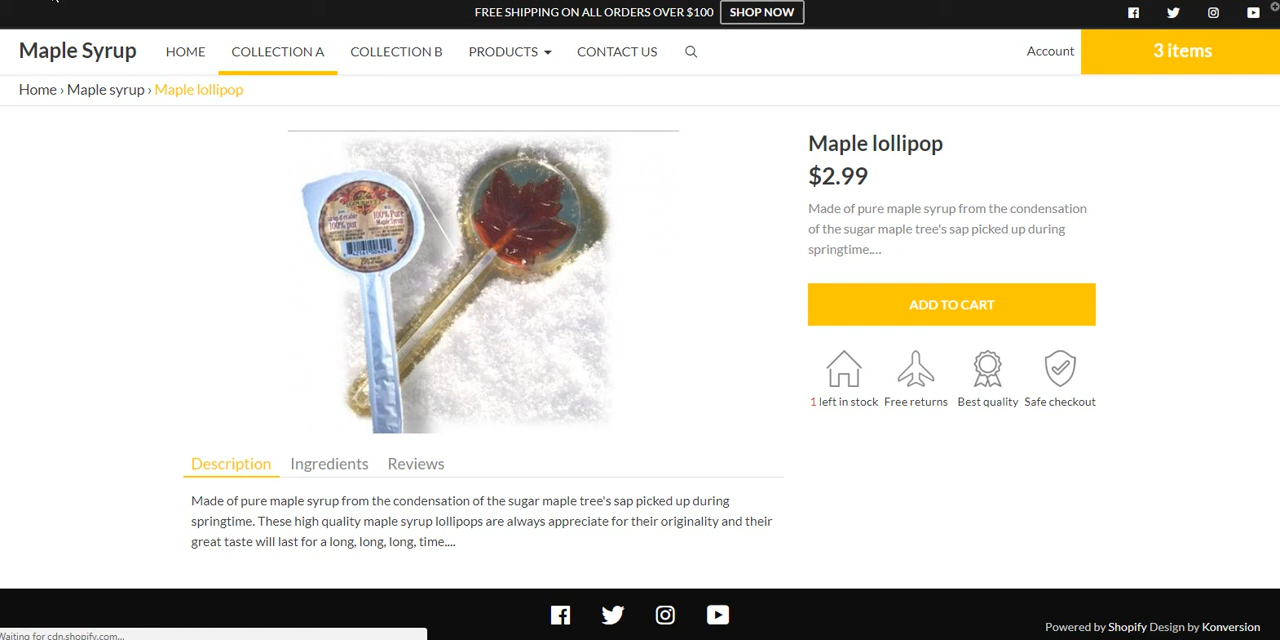 FREE SHIPPING ON ALL ORDERS OVER $100 SHOP NOW
Maple Syrup HOME COLLECTION A COLLECTION B PRODUCTS CONTACT US Account 3 items
Home › Maple syrup › Maple lollipop
Maple lollipop
$2.99
Made of pure maple syrup from the condensation
of the sugar maple tree's sap picked up during
springtime....
ADD TO CART
1 left in stock Free returns Best quality Safe checkout
100% pur
100% Pure
Maple Syrup
Description Ingredients Reviews
Made of pure maple syrup from the condensation of the sugar maple tree's sap picked up during
springtime. These high quality maple syrup lollipops are always appreciate for their originality and their
great taste will last for a long, long, long, time....
Powered by Shopify Design by Konversion
Waiting for cdn.shopify.com...